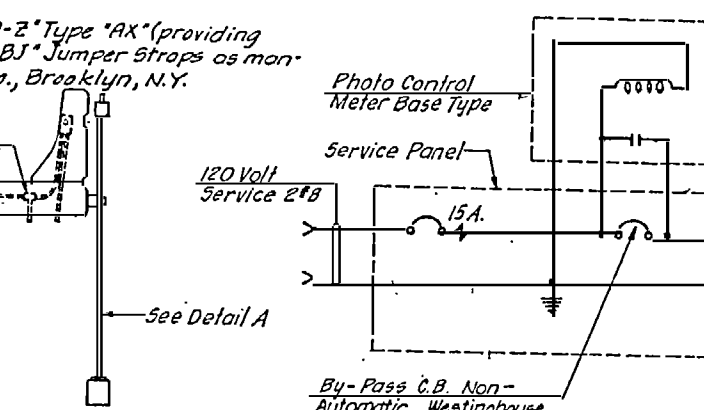 -Z" Type "AX" (providing
BJ" Jumper Straps as man-
., Brooklyn, N.Y.
Photo Control
Meter Base Type
Service Panel
120 Volt
Service 2#8
15A.
See Detail A
By-Pass C.B. Non-
Automatic Westinghouse